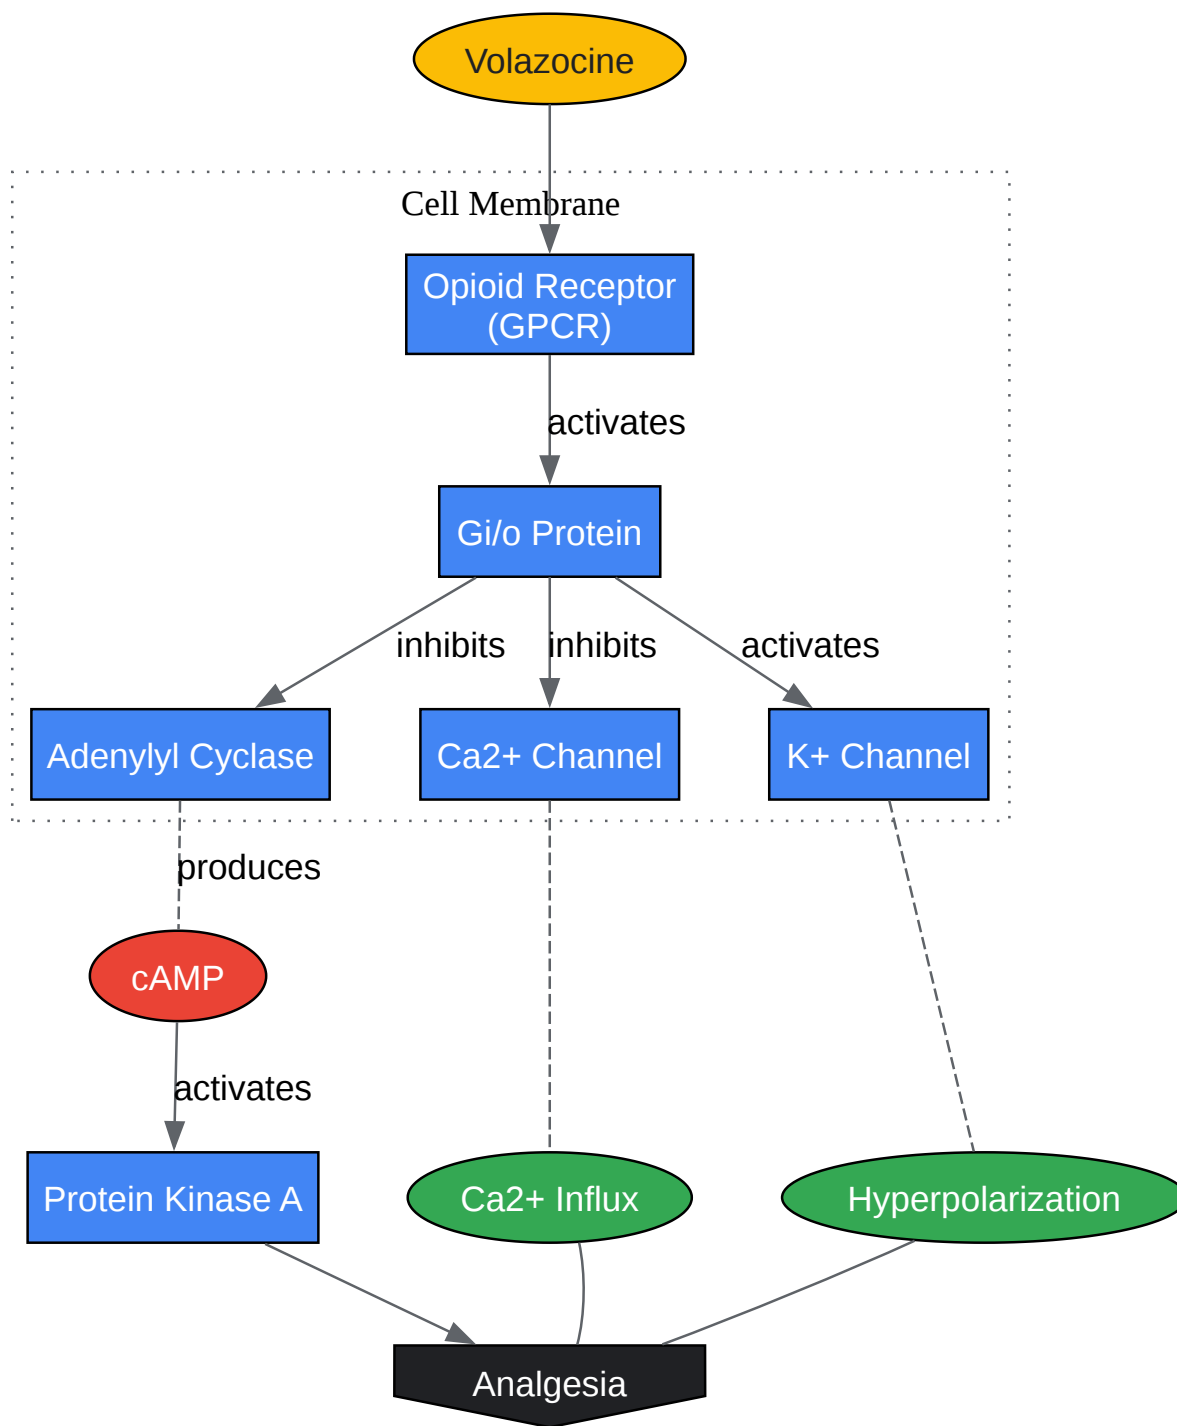 Volazocine
Cell Membrane
Opioid Receptor
(GPCR)
activates
Gi/o Protein
inhibits
inhibits
activates
Adenylyl Cyclase
Ca2+ Channel
K+ Channel
produces
cAMP
activates
Protein Kinase A
Ca2+ Influx
Hyperpolarization
Analgesia